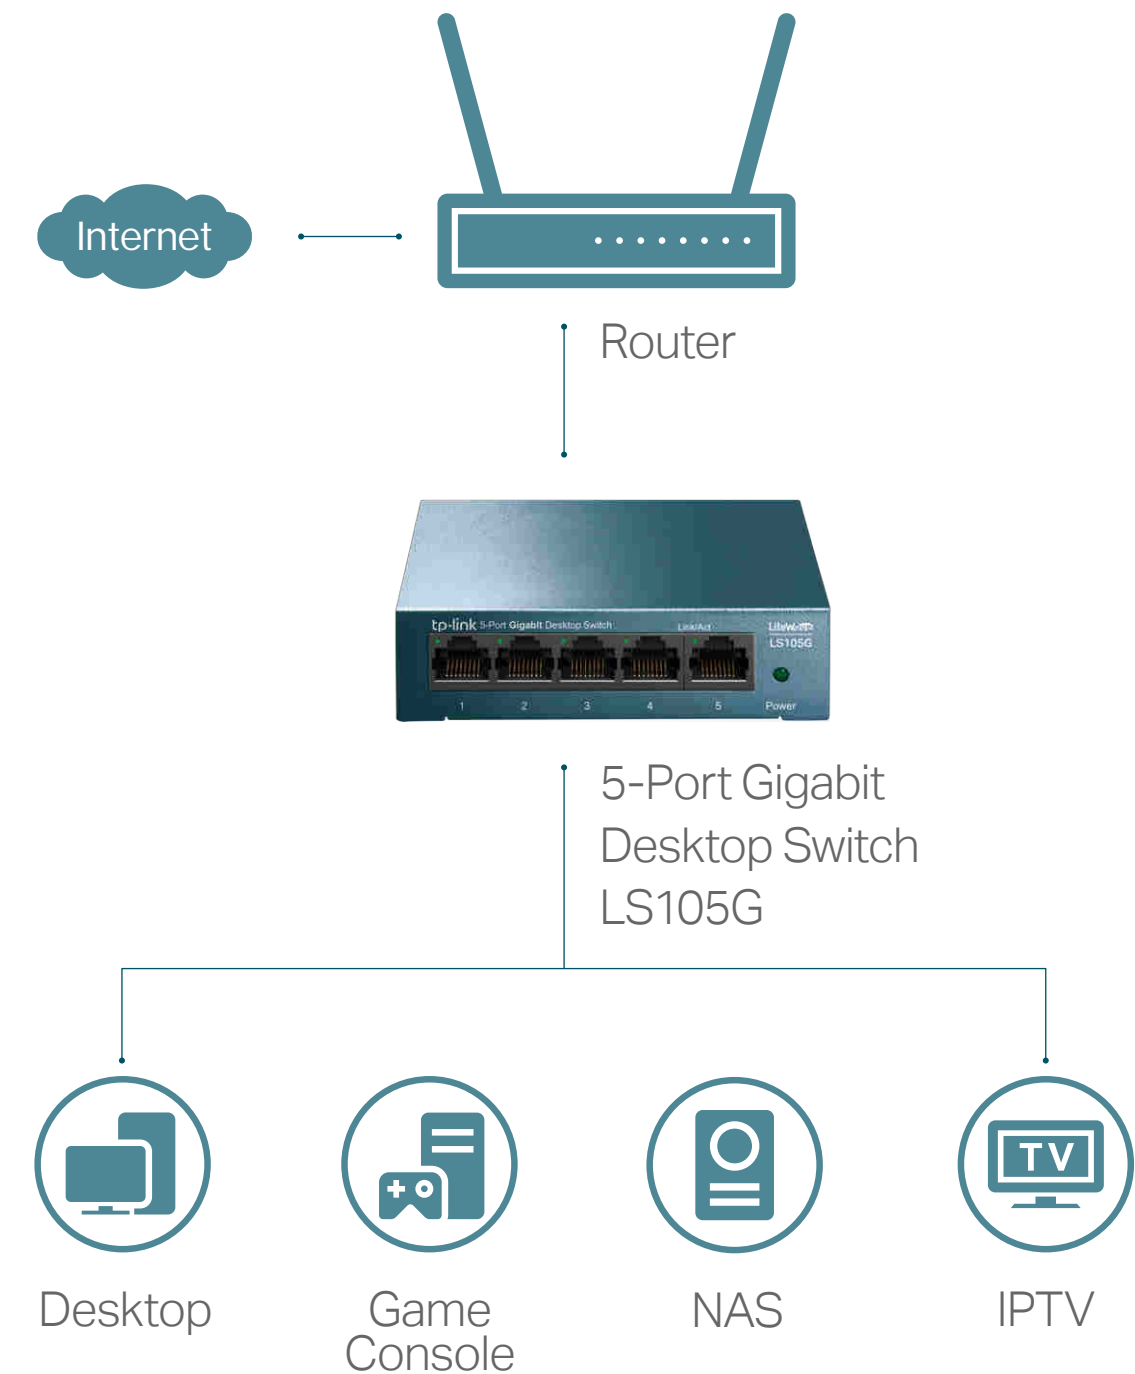 Internet
Router
tp-link 5-Port Gigabit Desktop Switch Link/Act LiteWave
LS105G
1 2 3 4 5 Power
5-Port Gigabit
Desktop Switch
LS105G
TV
Desktop Game Console NAS IPTV